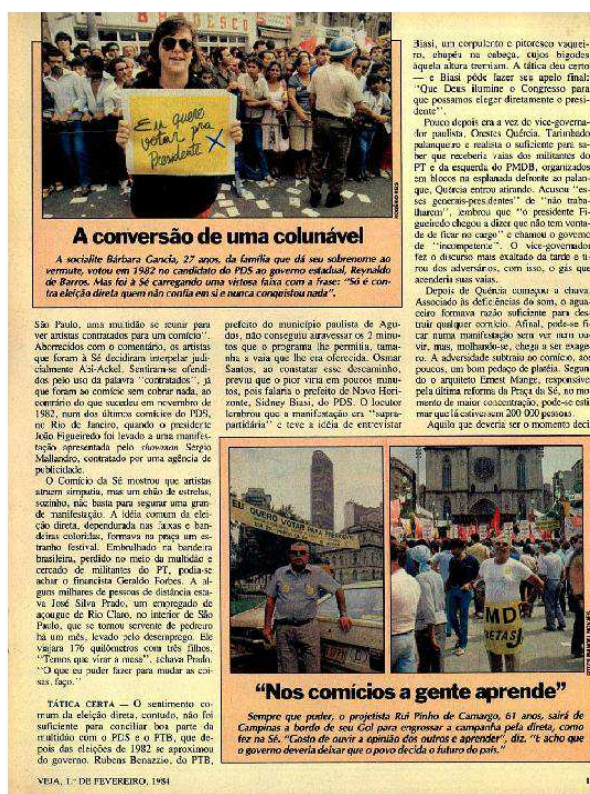 BRADESCO
Eu quero
votar pra
Presidente X
A conversão de uma colunável
A socialite Bárbara Gancia, 27 anos, da família que dá seu sobrenome ao
vermute, votou em 1982 no candidato do PDS ao governo estadual, Reynaldo
de Barros. Mas foi à Sé carregando uma vistosa faixa com a frase: "Só é con-
tra eleição direta quem não confia em si e nunca conquistou nada".
São Paulo, uma multidão se reunir para
ver artistas contratados para um comício".
Aborrecidos com o comentário, os artistas
que foram à Sé decidiram interpelar judi-
cialmente Abi-Ackel. Sentiram-se ofendi-
dos pelo uso da palavra "contratados", já
que foram ao comício sem cobrar nada, ao
contrário do que sucedeu em novembro de
1982, num dos últimos comícios do PDS,
no Rio de Janeiro, quando o presidente
João Figueiredo foi levado a uma manifes-
tação apresentada pelo showman Sérgio
Mallandro, contratado por uma agência de
publicidade.
O Comício da Sé mostrou que artistas
atraem simpatia, mas um chão de estrelas,
sozinho, não basta para segurar uma gran-
de manifestação. A idéia comum da elei-
ção direta, dependurada nas faixas e ban-
deiras coloridas, formava na praça um es-
tranho festival. Embrulhado na bandeira
brasileira, perdido no meio da multidão e
cercado de militantes do PT, podia-se
achar o financista Geraldo Forbes. A al-
guns milhares de pessoas de distância esta-
va José Silva Prado, um empregado de
açougue de Rio Claro, no interior de São
Paulo, que se tornou servente de pedreiro
há um mês, levado pelo desemprego. Ele
viajara 176 quilômetros com três filhos.
"Temos que virar a mesa", achava Prado.
"O que eu puder fazer para mudar as coi-
sas, faço."
TÁTICA CERTA — O sentimento co-
mum da eleição direta, contudo, não foi
suficiente para conciliar boa parte da
multidão com o PDS e o PTB, que de-
pois das eleições de 1982 se aproximou
do governo. Rubens Benazzio, do PTB,
prefeito do município paulista de Agu-
dos, não conseguiu atravessar os 2 minu-
tos que o programa lhe permitia, tama-
nha a vaia que lhe era oferecida. Osmar
Santos, ao constatar esse descaminho,
previu que o pior viria em poucos minu-
tos, pois falaria o prefeito de Novo Hori-
zonte, Sidney Biasi, do PDS. O locutor
lembrou que a manifestação era "supra-
partidária" e teve a idéia de entrevistar
Biasi, um corpulento e pitoresco vaquei-
ro, chapéu na cabeça, cujos bigodes
àquela altura tremiam. A tática deu certo
— e Biasi pôde fazer seu apelo final:
"Que Deus ilumine o Congresso para
que possamos eleger diretamente o presi-
dente".
Pouco depois era a vez do vice-governa-
dor paulista, Orestes Quércia. Tarimbado
palanqueiro e realista o suficiente para sa-
ber que receberia vaias dos militantes do
PT e da esquerda do PMDB, organizados
em blocos na esplanada defronte ao palan-
que, Quércia entrou atirando. Acusou "es-
ses generais-presidentes" de "não traba-
lharem", lembrou que "o presidente Fi-
gueiredo chegou a dizer que não tem vonta-
de de ficar no cargo" e chamou o governo
de "incompetente". O vice-governador
fez o discurso mais exaltado da tarde e ti-
rou dos adversários, com isso, o gás que
acenderia suas vaias.
Depois de Quércia começou a chuva.
Associado às deficiências do som, o agua-
ceiro formava razão suficiente para des-
truir qualquer comício. Afinal, pode-se fi-
car numa manifestação sem ver nem ou-
vir, mas, molhando-se, chega a ser exage-
ro. A adversidade subtraiu ao comício, aos
poucos, um bom pedaço de platéia. Segun-
do o arquiteto Ernest Mange, responsável
pela última reforma da Praça da Sé, no mo-
mento de maior concentração, pode-se esti-
mar que lá estivessem 200 000 pessoas.
Aquilo que deveria ser o momento deci
EU QUERO VOTAR PARA PRESIDENTE
MD
ETAS J
"Nos comícios a gente aprende"
Sempre que puder, o projetista Rui Pinho de Camargo, 61 anos, sairá de
Campinas a bordo de seu Gol para engrossar a campanha pela direta, como
fez na Sé. "Gosto de ouvir a opinião dos outros e aprender", diz. "E acho que
o governo deveria deixar que o povo decida o futuro do país."
VEJA, 1.º DE FEVEREIRO, 1984